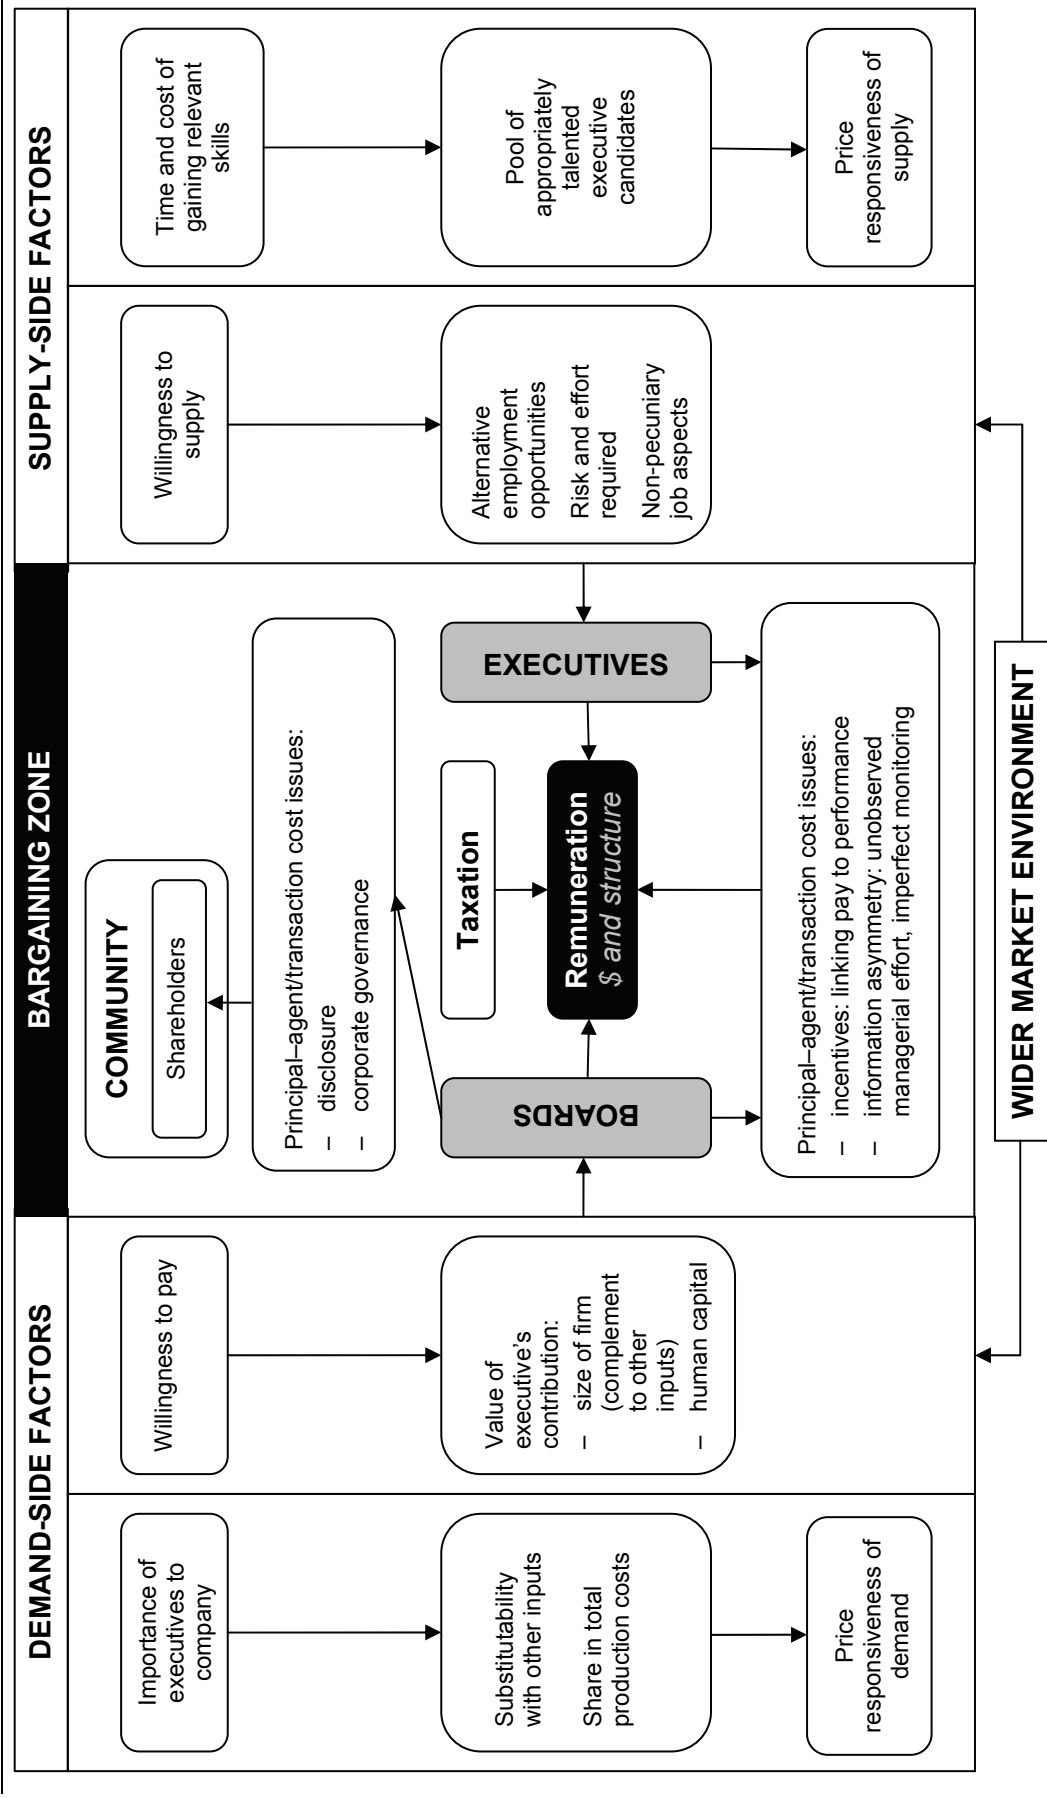 DEMAND-SIDE FACTORS
BARGAINING ZONE
SUPPLY-SIDE FACTORS
Importance of
executives to
company
Substitutability
with other inputs
Share in total
production costs
Price
responsiveness of
demand
Willingness to pay
Value of
executive’s
contribution:
– size of firm
(complement
to other
inputs)
– human capital
COMMUNITY
Shareholders
Principal–agent/transaction cost issues:
– disclosure
– corporate governance
BOARDS
Taxation
Remuneration
$ and structure
EXECUTIVES
Principal–agent/transaction cost issues:
– incentives: linking pay to performance
– information asymmetry: unobserved
managerial effort, imperfect monitoring
Willingness to
supply
Alternative
employment
opportunities
Risk and effort
required
Non-pecuniary
job aspects
Time and cost of
gaining relevant
skills
Pool of
appropriately
talented
executive
candidates
Price
responsiveness of
supply
WIDER MARKET ENVIRONMENT